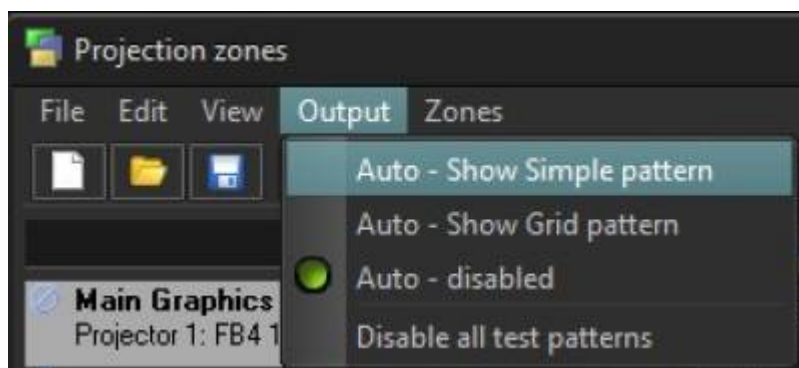 Projection zones
File Edit View Output Zones
Auto - Show Simple pattern
Auto - Show Grid pattern
Auto - disabled
Main Graphics
Projector 1: FB4 1
Disable all test patterns